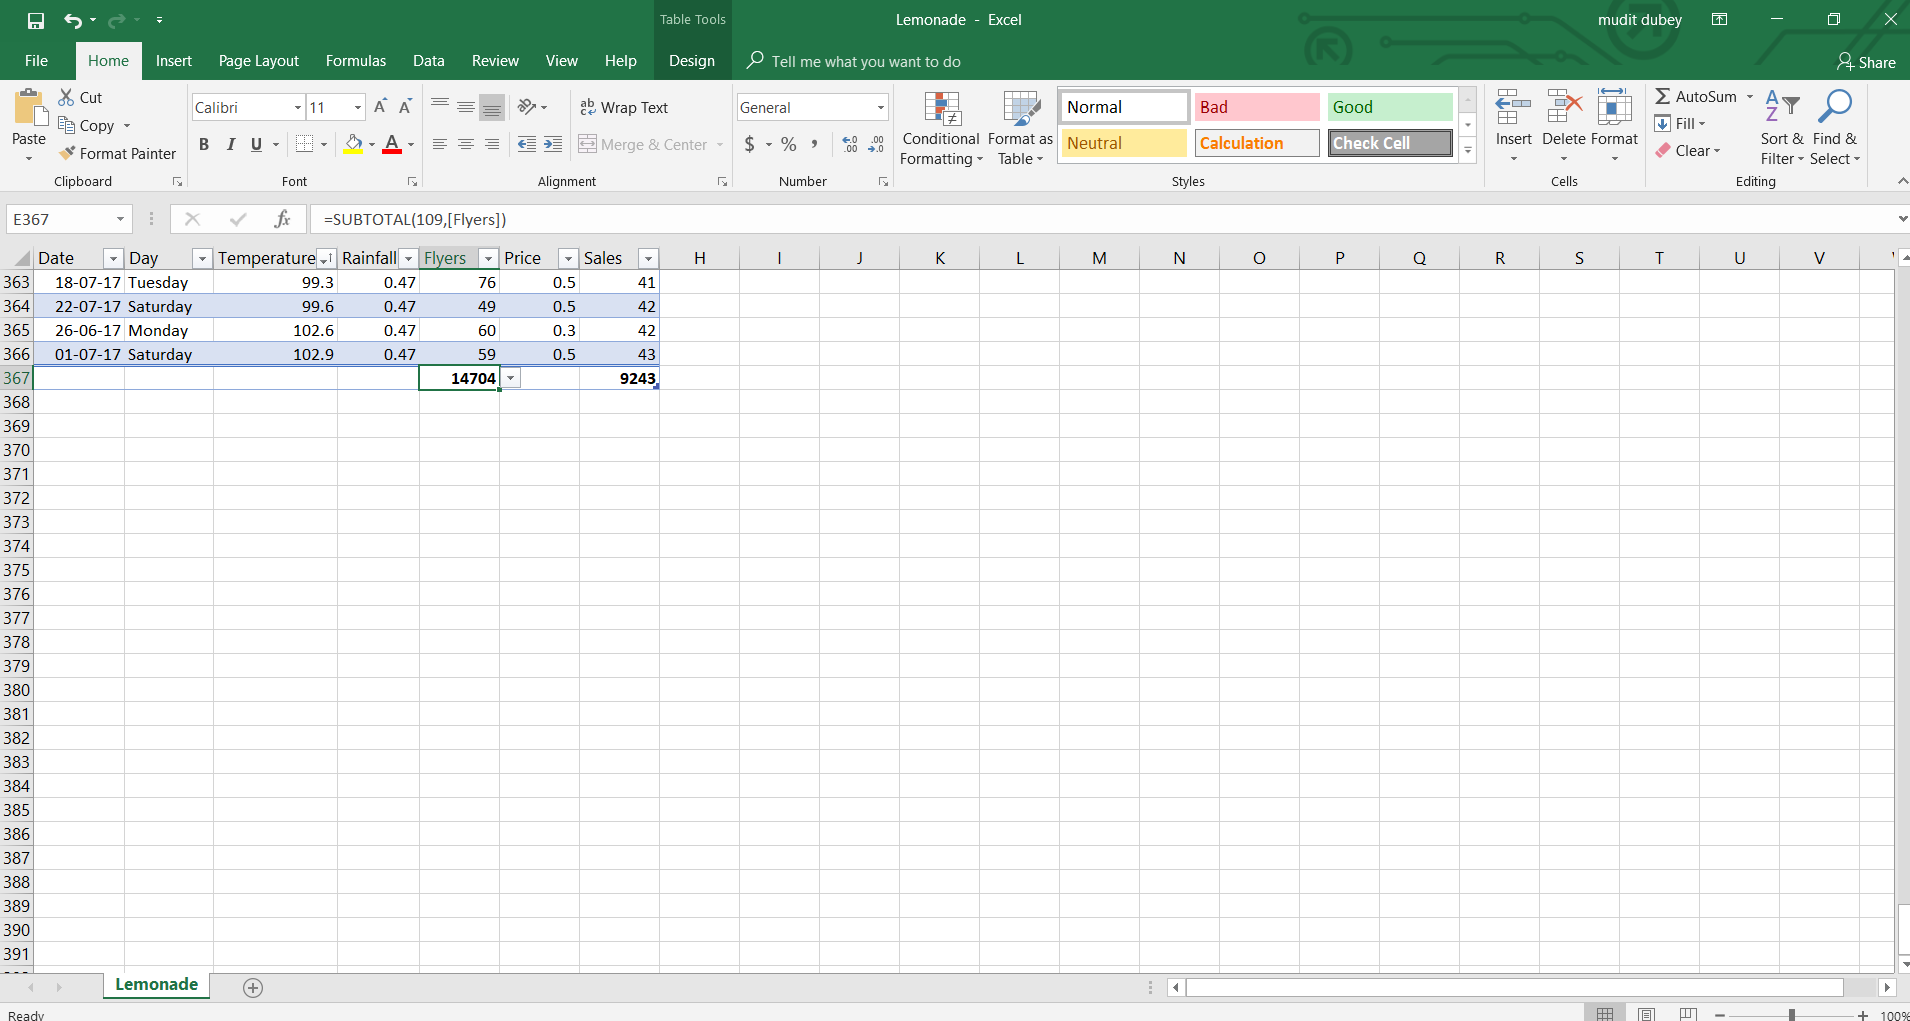 Table Tools
Lemonade - Excel
mudit dubey
File Home Insert Page Layout Formulas Data Review View Help Design Tell me what you want to do Share
Paste
Cut
Copy
Format Painter
Clipboard
Calibri 11
B I U A
Font
ab Wrap Text
Merge & Center
Alignment
General
$ % ,
Number
Conditional Formatting
Format as Table
Normal Bad Good
Neutral Calculation Check Cell
Styles
Insert Delete Format
Cells
AutoSum
Fill
Clear
Sort & Filter
Find & Select
Editing
E367 fx =SUBTOTAL(109,[Flyers])
Date Day Temperature Rainfall Flyers Price Sales H I J K L M N O P Q R S T U V
363 18-07-17 Tuesday 99.3 0.47 76 0.5 41
364 22-07-17 Saturday 99.6 0.47 49 0.5 42
365 26-06-17 Monday 102.6 0.47 60 0.3 42
366 01-07-17 Saturday 102.9 0.47 59 0.5 43
367 14704 9243
368
369
370
371
372
373
374
375
376
377
378
379
380
381
382
383
384
385
386
387
388
389
390
391
Lemonade
Ready
100%